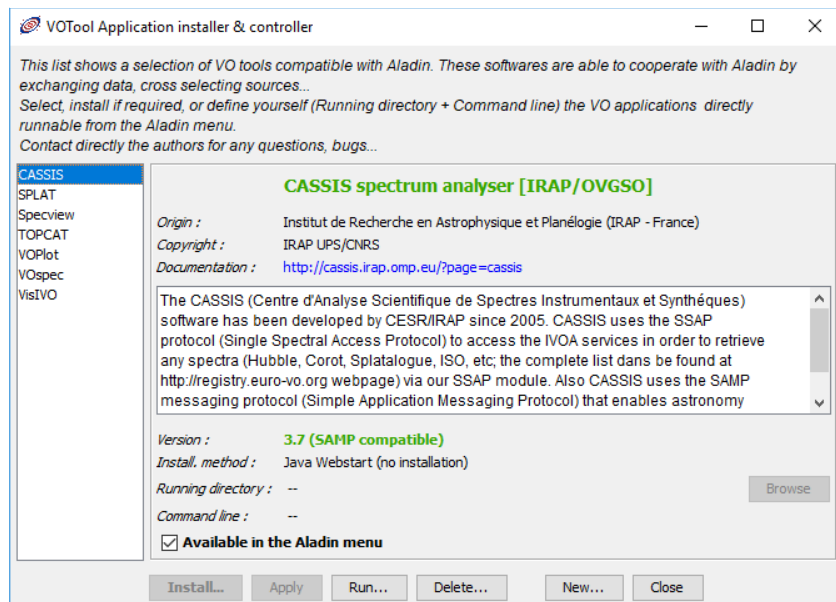 VOTool Application installer & controller
This list shows a selection of VO tools compatible with Aladin. These softwares are able to cooperate with Aladin by
exchanging data, cross selecting sources...
Select, install if required, or define yourself (Running directory + Command line) the VO applications directly
runnable from the Aladin menu.
Contact directly the authors for any questions, bugs...
CASSIS
SPLAT
Specview
TOPCAT
VOPlot
VOspec
VisIVO
CASSIS spectrum analyser [IRAP/OVGSO]
Origin : Institut de Recherche en Astrophysique et Planélogie (IRAP - France)
Copyright : IRAP UPS/CNRS
Documentation : http://cassis.irap.omp.eu/?page=cassis
The CASSIS (Centre d'Analyse Scientifique de Spectres Instrumentaux et Synthéques)
software has been developed by CESR/IRAP since 2005. CASSIS uses the SSAP
protocol (Single Spectral Access Protocol) to access the IVOA services in order to retrieve
any spectra (Hubble, Corot, Splatalogue, ISO, etc; the complete list dans be found at
http://registry.euro-vo.org webpage) via our SSAP module. Also CASSIS uses the SAMP
messaging protocol (Simple Application Messaging Protocol) that enables astronomy
Version : 3.7 (SAMP compatible)
Install. method : Java Webstart (no installation)
Running directory : --
Browse
Command line : --
Available in the Aladin menu
Install... Apply Run... Delete... New... Close